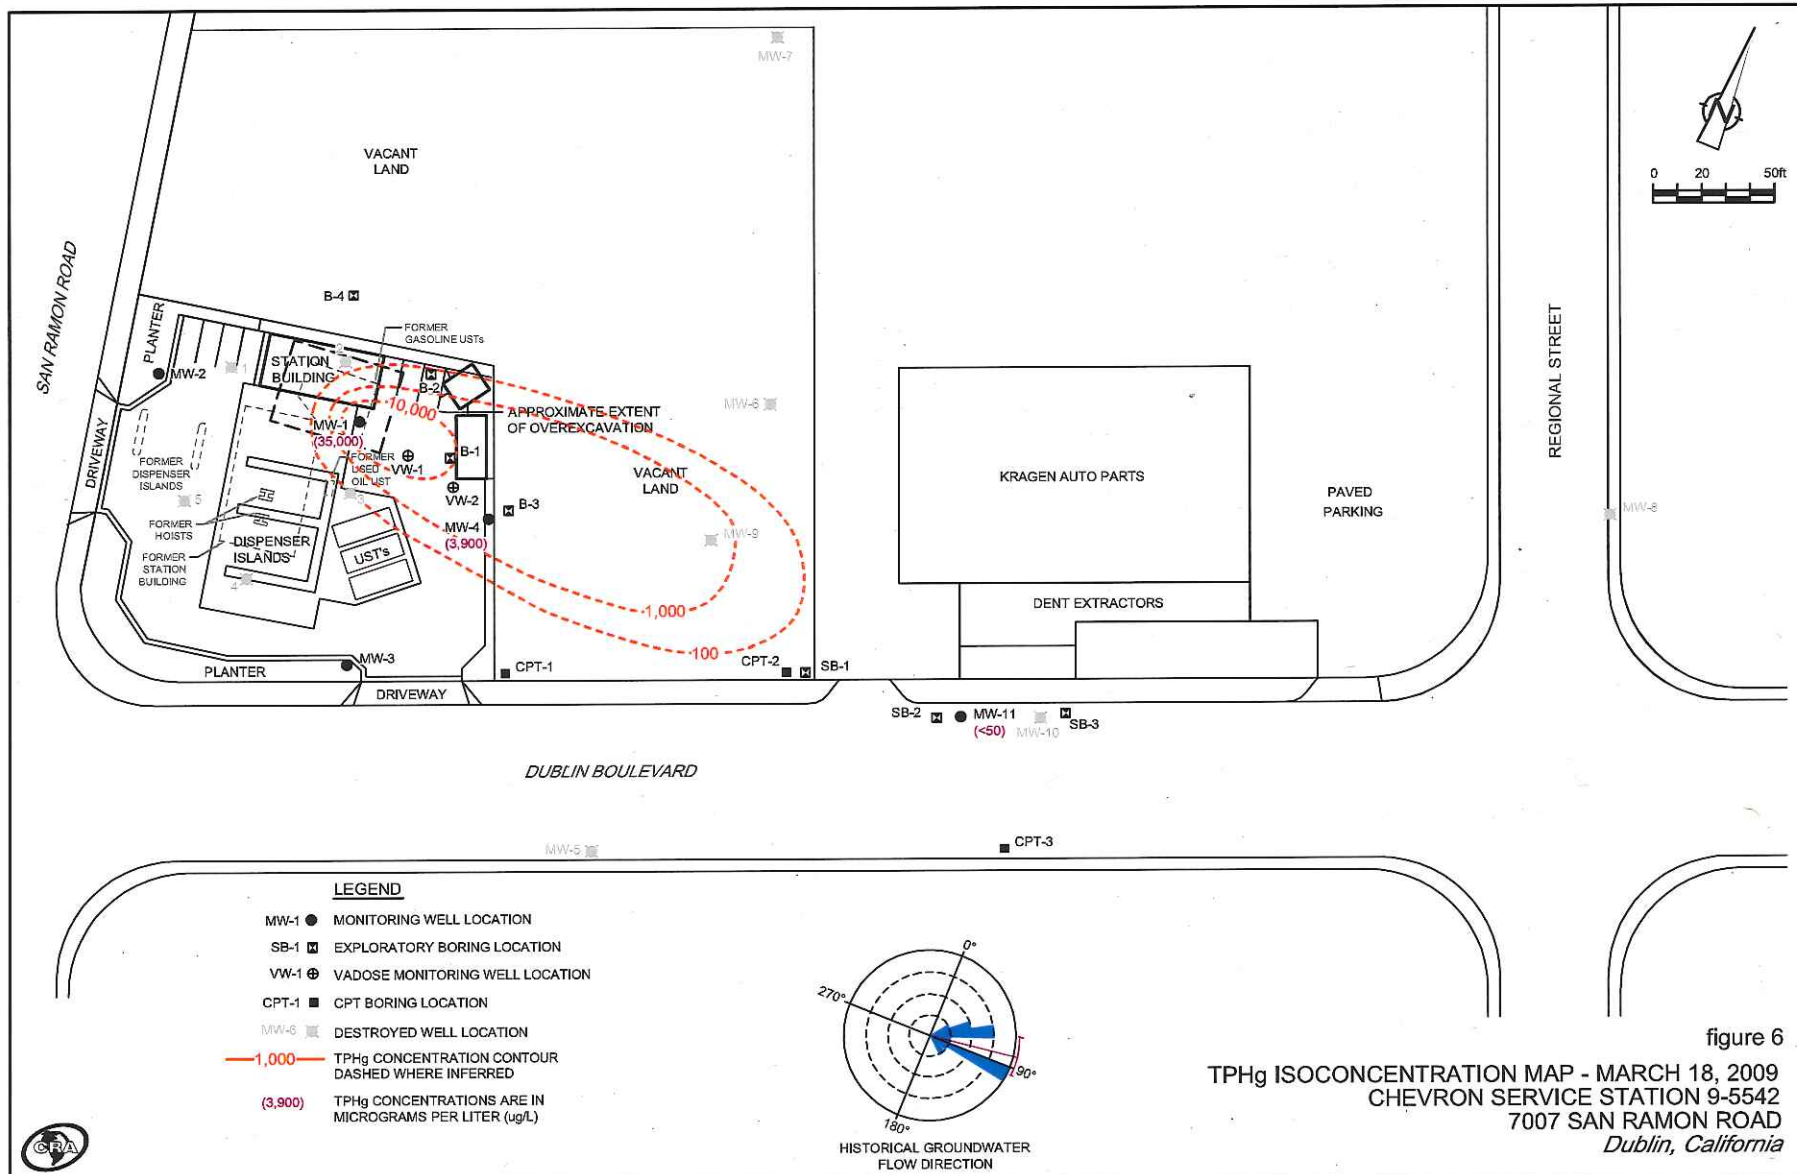 MW-7
VACANT
LAND
N
0 20 50ft
SAN RAMON ROAD
PLANTER
B-4
FORMER
GASOLINE USTs
REGIONAL STREET
MW-2
1
2
STATION
BUILDING
B-2
10,000
APPROXIMATE EXTENT
OF OVEREXCAVATION
MW-6
MW-1
(35,000)
DRIVEWAY
FORMER
DISPENSER
ISLANDS
5
VW-1
FORMER
USED
OIL UST
3
B-1
VW-2
VACANT
LAND
KRAGEN AUTO PARTS
PAVED
PARKING
MW-8
B-3
MW-4
(3,900)
MW-9
FORMER
HOISTS
FORMER
STATION
BUILDING
DISPENSER
ISLANDS
4
UST's
1,000
100
DENT EXTRACTORS
PLANTER
MW-3
DRIVEWAY
CPT-1
CPT-2
SB-1
SB-2
MW-11
(<50)
MW-10
SB-3
DUBLIN BOULEVARD
MW-5
CPT-3
LEGEND
MW-1 MONITORING WELL LOCATION
SB-1 EXPLORATORY BORING LOCATION
VW-1 VADOSE MONITORING WELL LOCATION
CPT-1 CPT BORING LOCATION
MW-6 DESTROYED WELL LOCATION
1,000 TPHg CONCENTRATION CONTOUR
DASHED WHERE INFERRED
(3,900) TPHg CONCENTRATIONS ARE IN
MICROGRAMS PER LITER (ug/L)
0°
270°
90°
180°
HISTORICAL GROUNDWATER
FLOW DIRECTION
CRA
figure 6
TPHg ISOCONCENTRATION MAP - MARCH 18, 2009
CHEVRON SERVICE STATION 9-5542
7007 SAN RAMON ROAD
Dublin, California